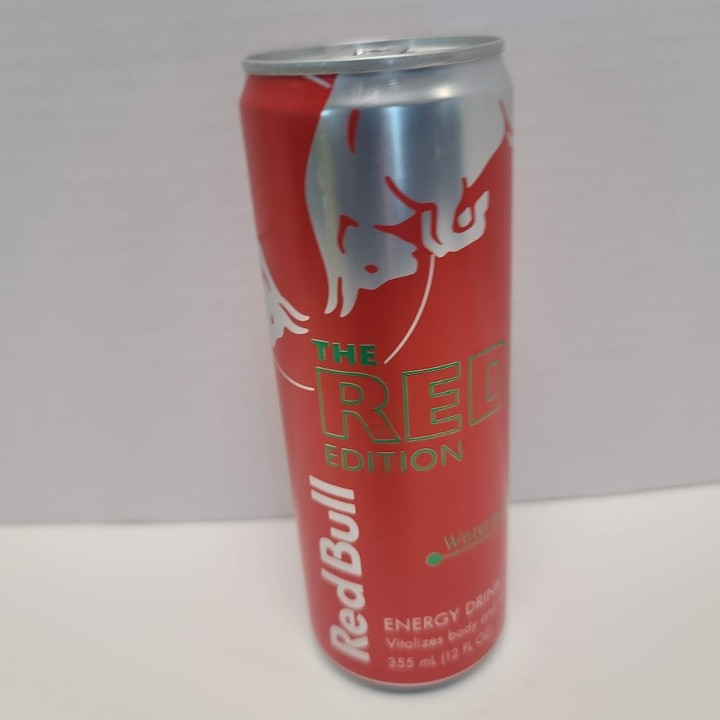 THE
RED
EDITION
Red Bull
ENERGY DRINK
Vitalizes body and
355 mL (12 FL OZ)